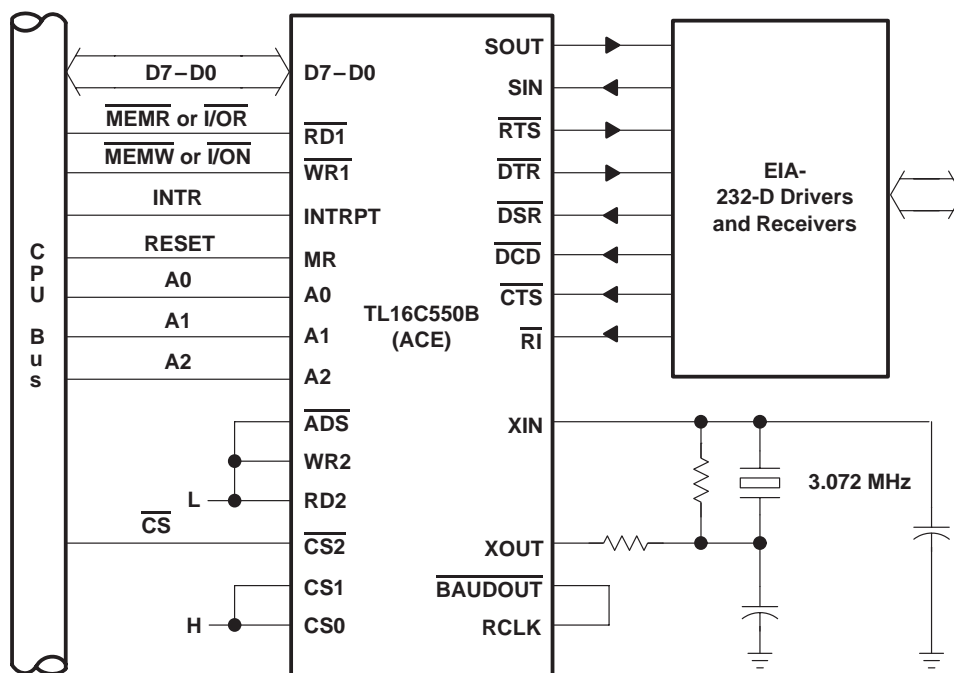 CPU Bus
D7–D0
MEMR or I/OR
MEMW or I/ON
INTR
RESET
A0
A1
A2
L
CS
H
D7–D0
RD1
WR1
INTRPT
MR
A0
A1
A2
ADS
WR2
RD2
CS2
CS1
CS0
TL16C550B
(ACE)
SOUT
SIN
RTS
DTR
DSR
DCD
CTS
RI
XIN
XOUT
BAUDOUT
RCLK
EIA-
232-D Drivers
and Receivers
3.072 MHz